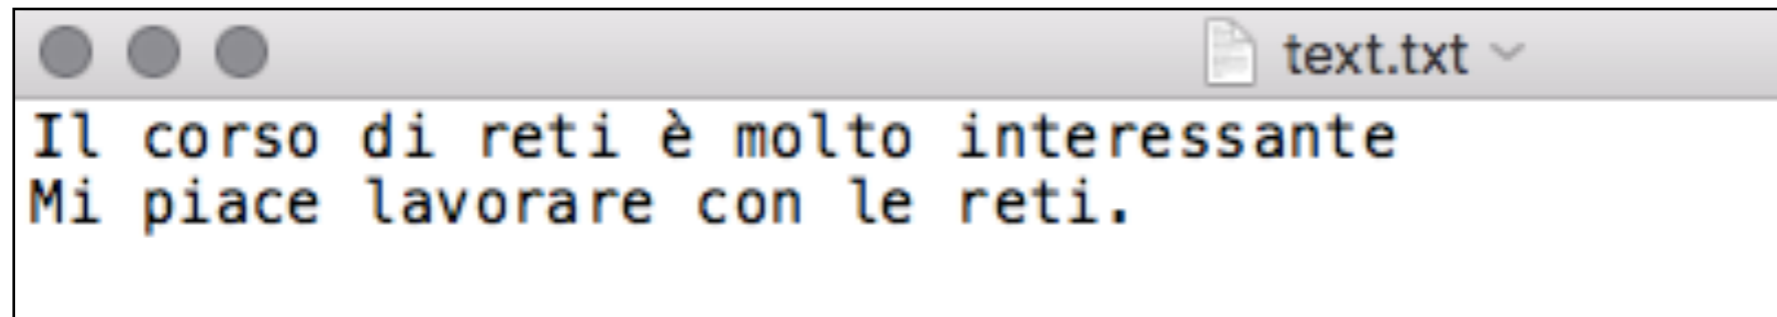 text.txt
Il corso di reti è molto interessante
Mi piace lavorare con le reti.